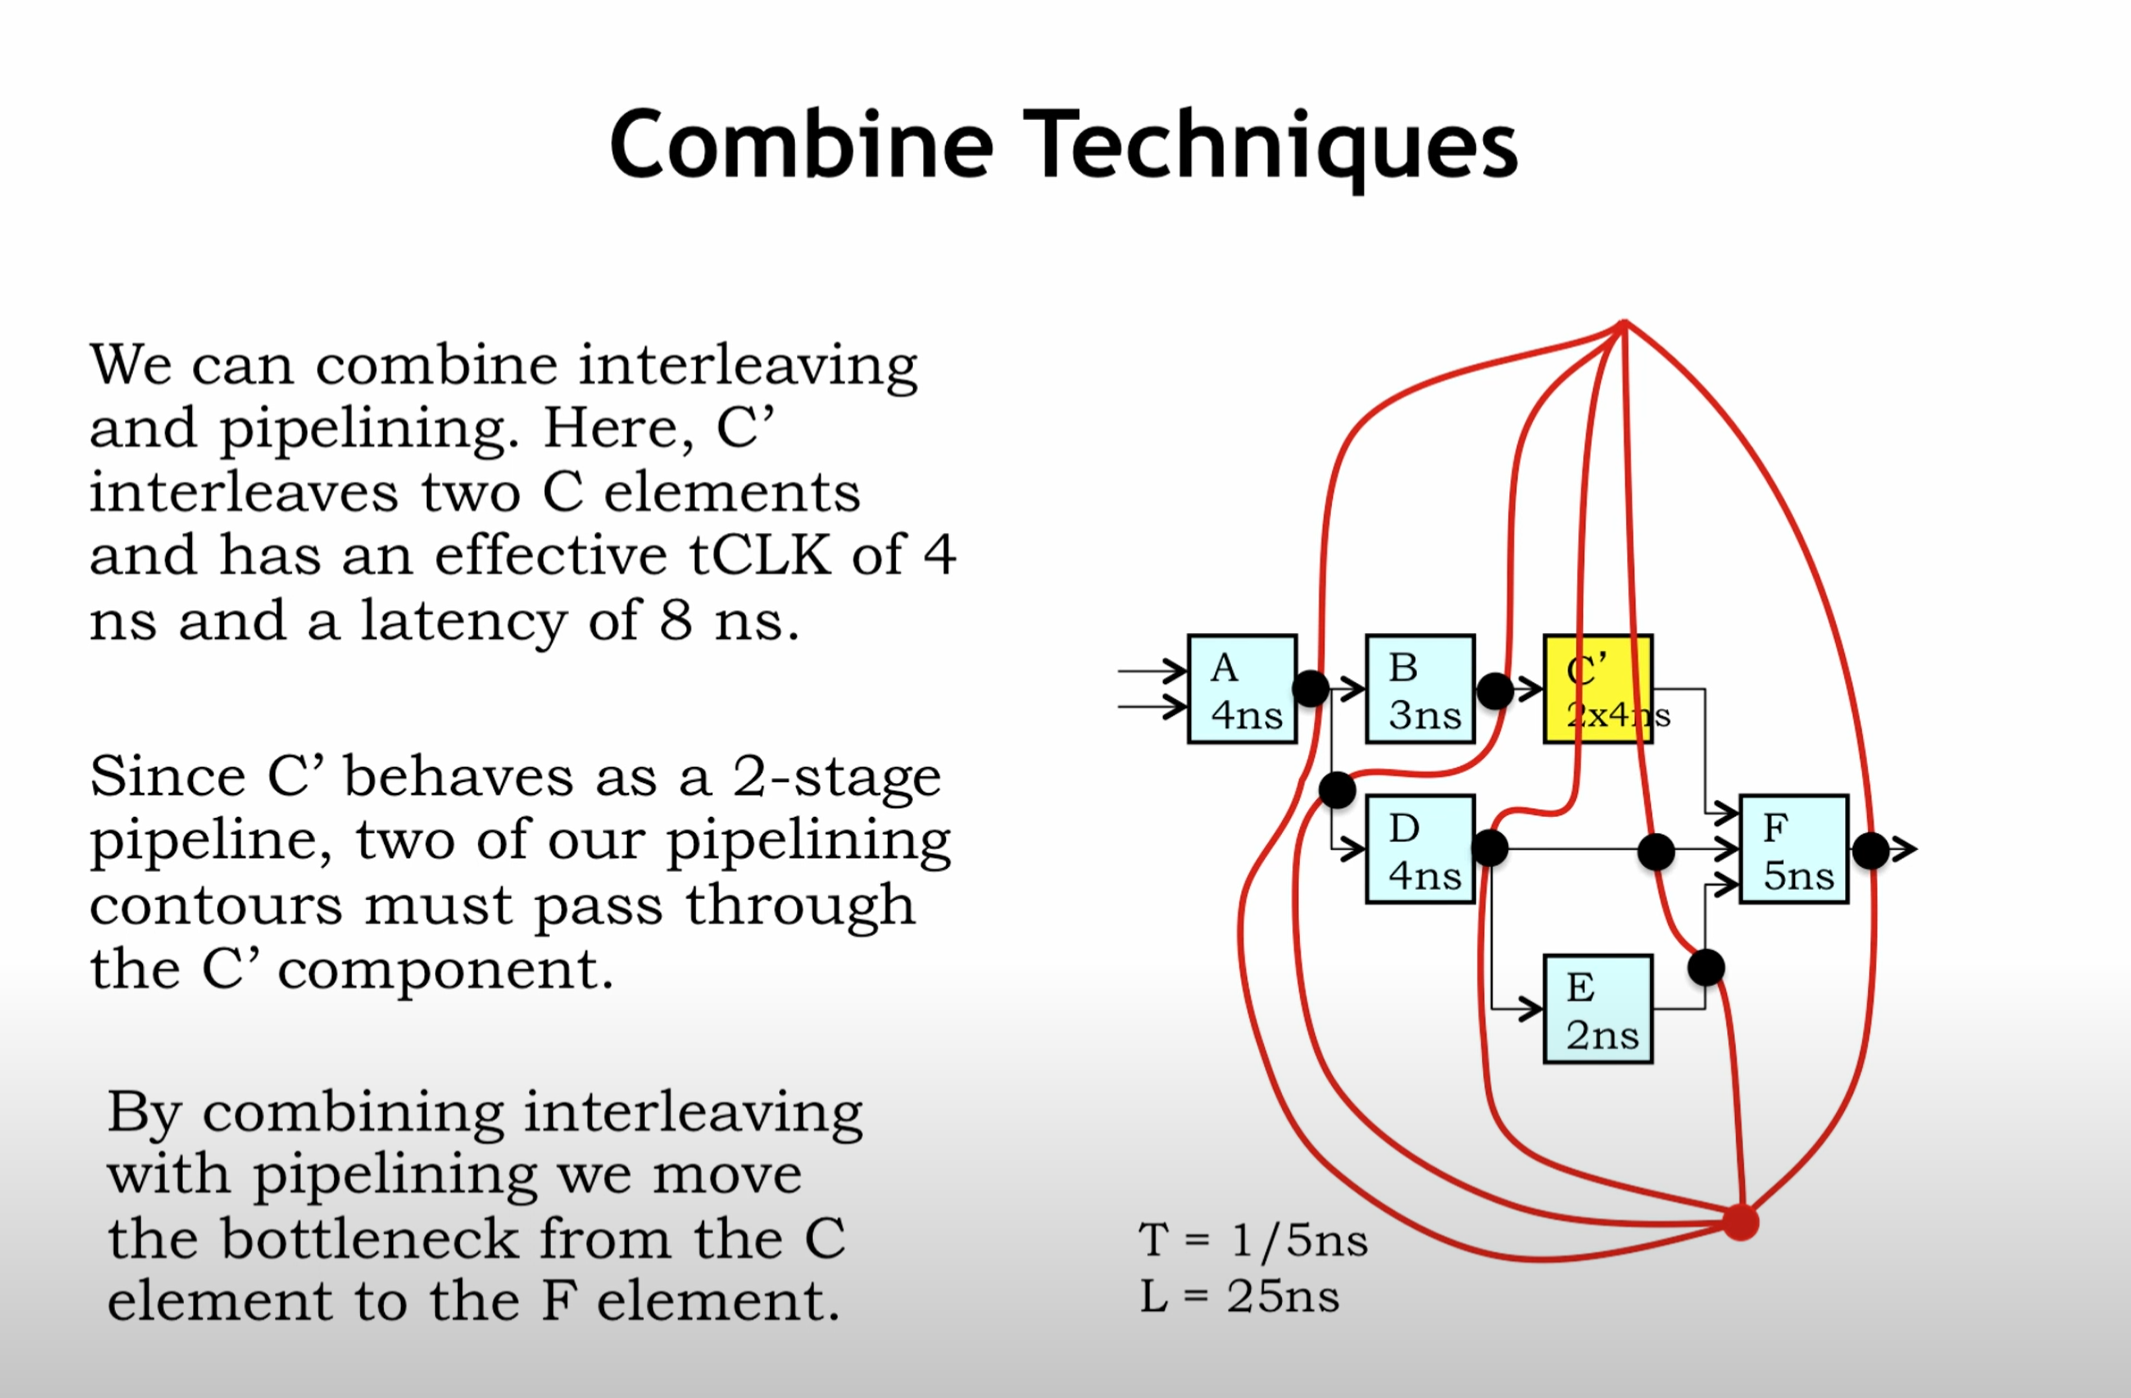 Combine Techniques
We can combine interleaving
and pipelining. Here, C’
interleaves two C elements
and has an effective tCLK of 4
ns and a latency of 8 ns.
Since C’ behaves as a 2-stage
pipeline, two of our pipelining
contours must pass through
the C’ component.
By combining interleaving
with pipelining we move
the bottleneck from the C
element to the F element.
A
4ns
B
3ns
C’
2x4ns
D
4ns
F
5ns
E
2ns
T = 1/5ns
L = 25ns